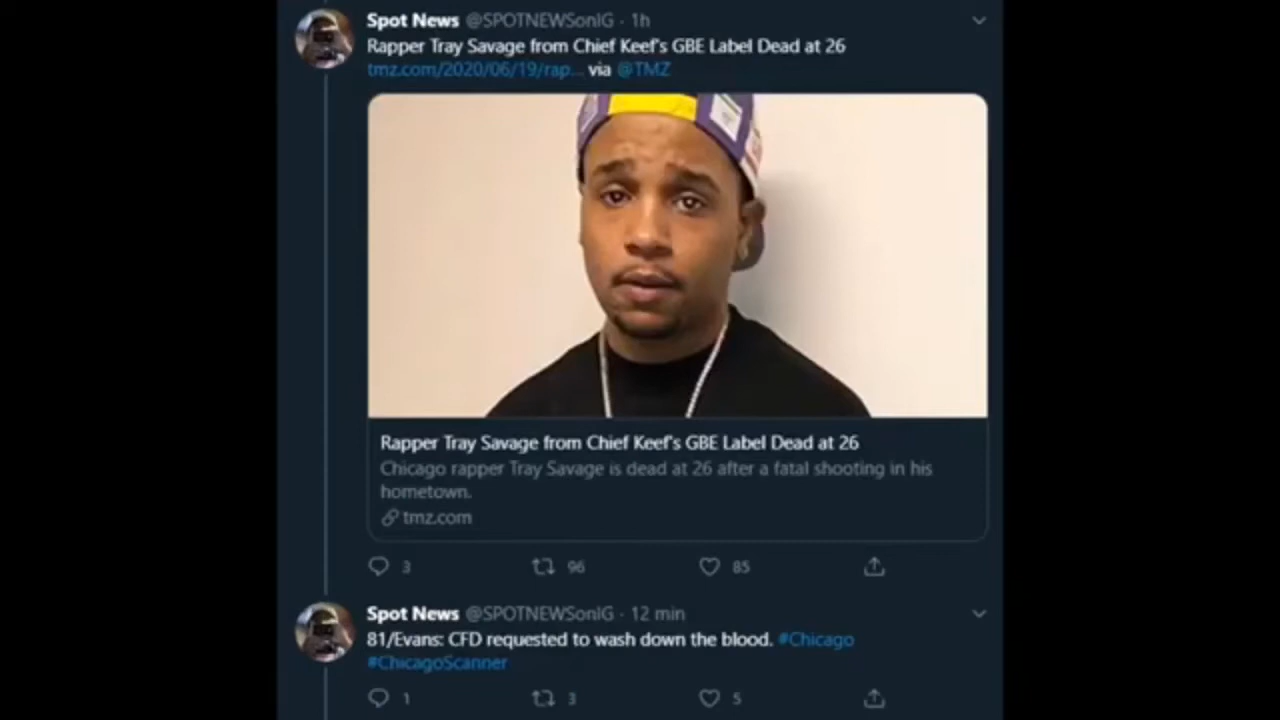 Spot News @SPOTNEWSonIG · 1h
Rapper Tray Savage from Chief Keef's GBE Label Dead at 26
tmz.com/2020/06/19/rap... via @TMZ
Rapper Tray Savage from Chief Keef's GBE Label Dead at 26
Chicago rapper Tray Savage is dead at 26 after a fatal shooting in his
hometown.
tmz.com
3 96 85
Spot News @SPOTNEWSonIG · 12 min
81/Evans: CFD requested to wash down the blood. #Chicago
#ChicagoScanner
1 3 5